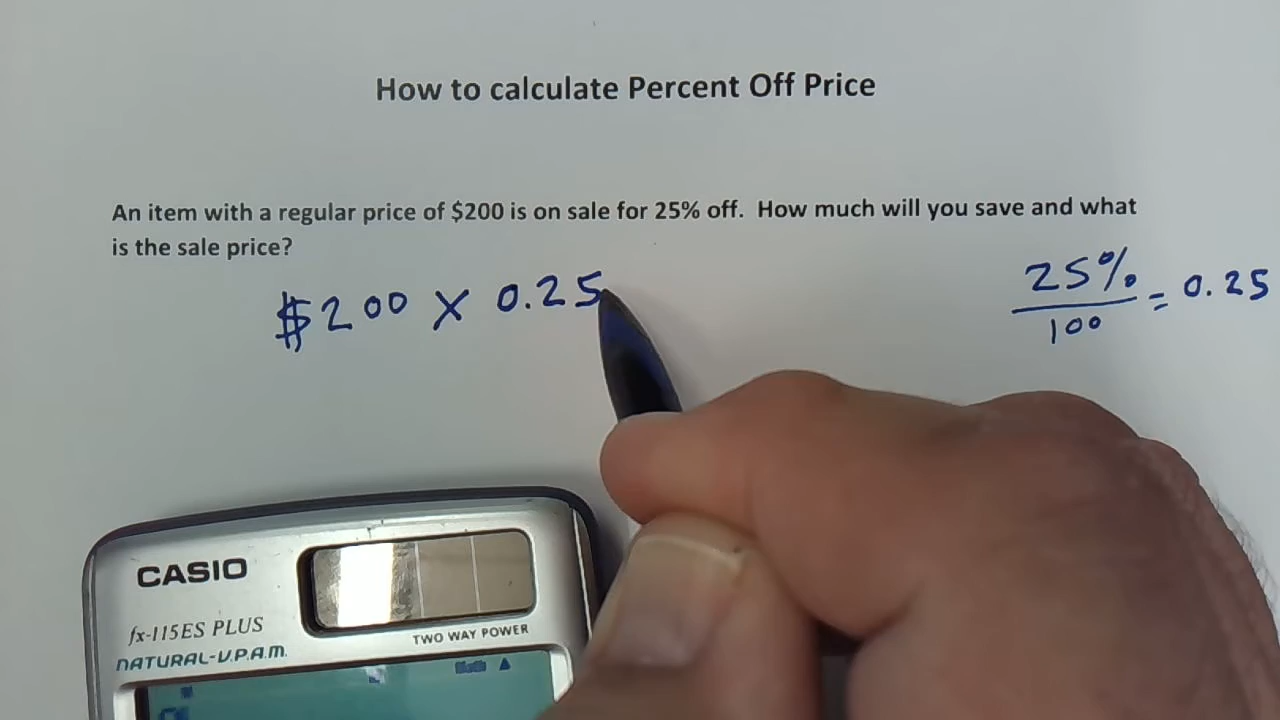 How to calculate Percent Off Price
An item with a regular price of $200 is on sale for 25% off. How much will you save and what
is the sale price?
$200 x 0.25
25%
100
= 0.25
CASIO
fx-115ES PLUS
NATURAL-V.P.A.M.
TWO WAY POWER
Math ▲